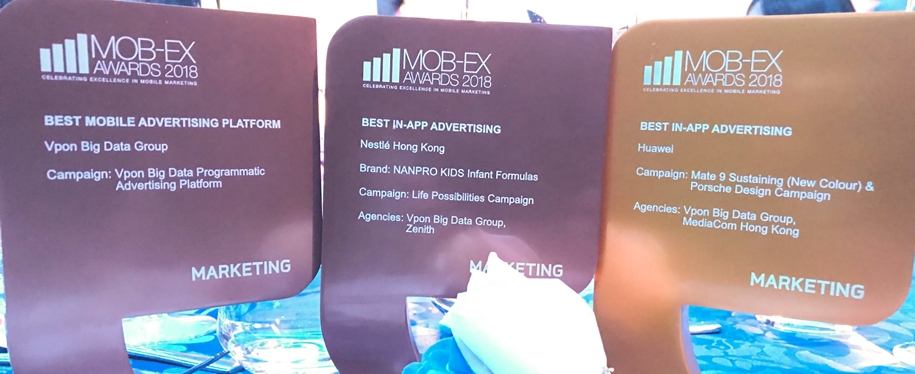 MOB-EX
AWARDS 2018
CELEBRATING EXCELLENCE IN MOBILE MARKETING
BEST MOBILE ADVERTISING PLATFORM
Vpon Big Data Group
Campaign: Vpon Big Data Programmatic
Advertising Platform
MARKETING
MOB-EX
AWARDS 2018
CELEBRATING EXCELLENCE IN MOBILE MARKETING
BEST IN-APP ADVERTISING
Nestlé Hong Kong
Brand: NANPRO KIDS Infant Formulas
Campaign: Life Possibilities Campaign
Agencies: Vpon Big Data Group,
Zenith
MARKETING
MOB-EX
AWARDS 2018
CELEBRATING EXCELLENCE IN MOBILE MARKETING
BEST IN-APP ADVERTISING
Huawei
Campaign: Mate 9 Sustaining (New Colour) &
Porsche Design Campaign
Agencies: Vpon Big Data Group,
MediaCom Hong Kong
MARKETING